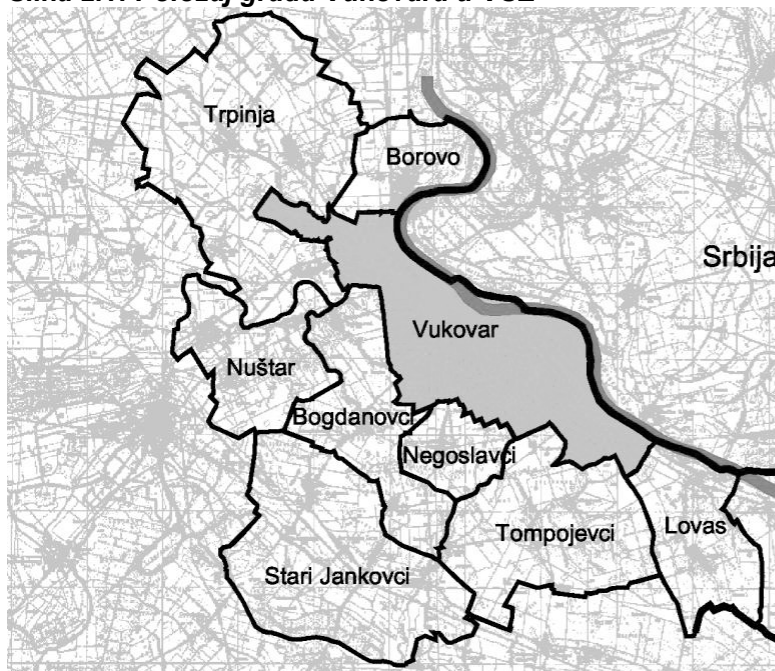 Trpinja
Borovo
Srbija
Vukovar
Nuštar
Bogdanovci
Negoslavci
Tompojevci
Lovas
Stari Jankovci